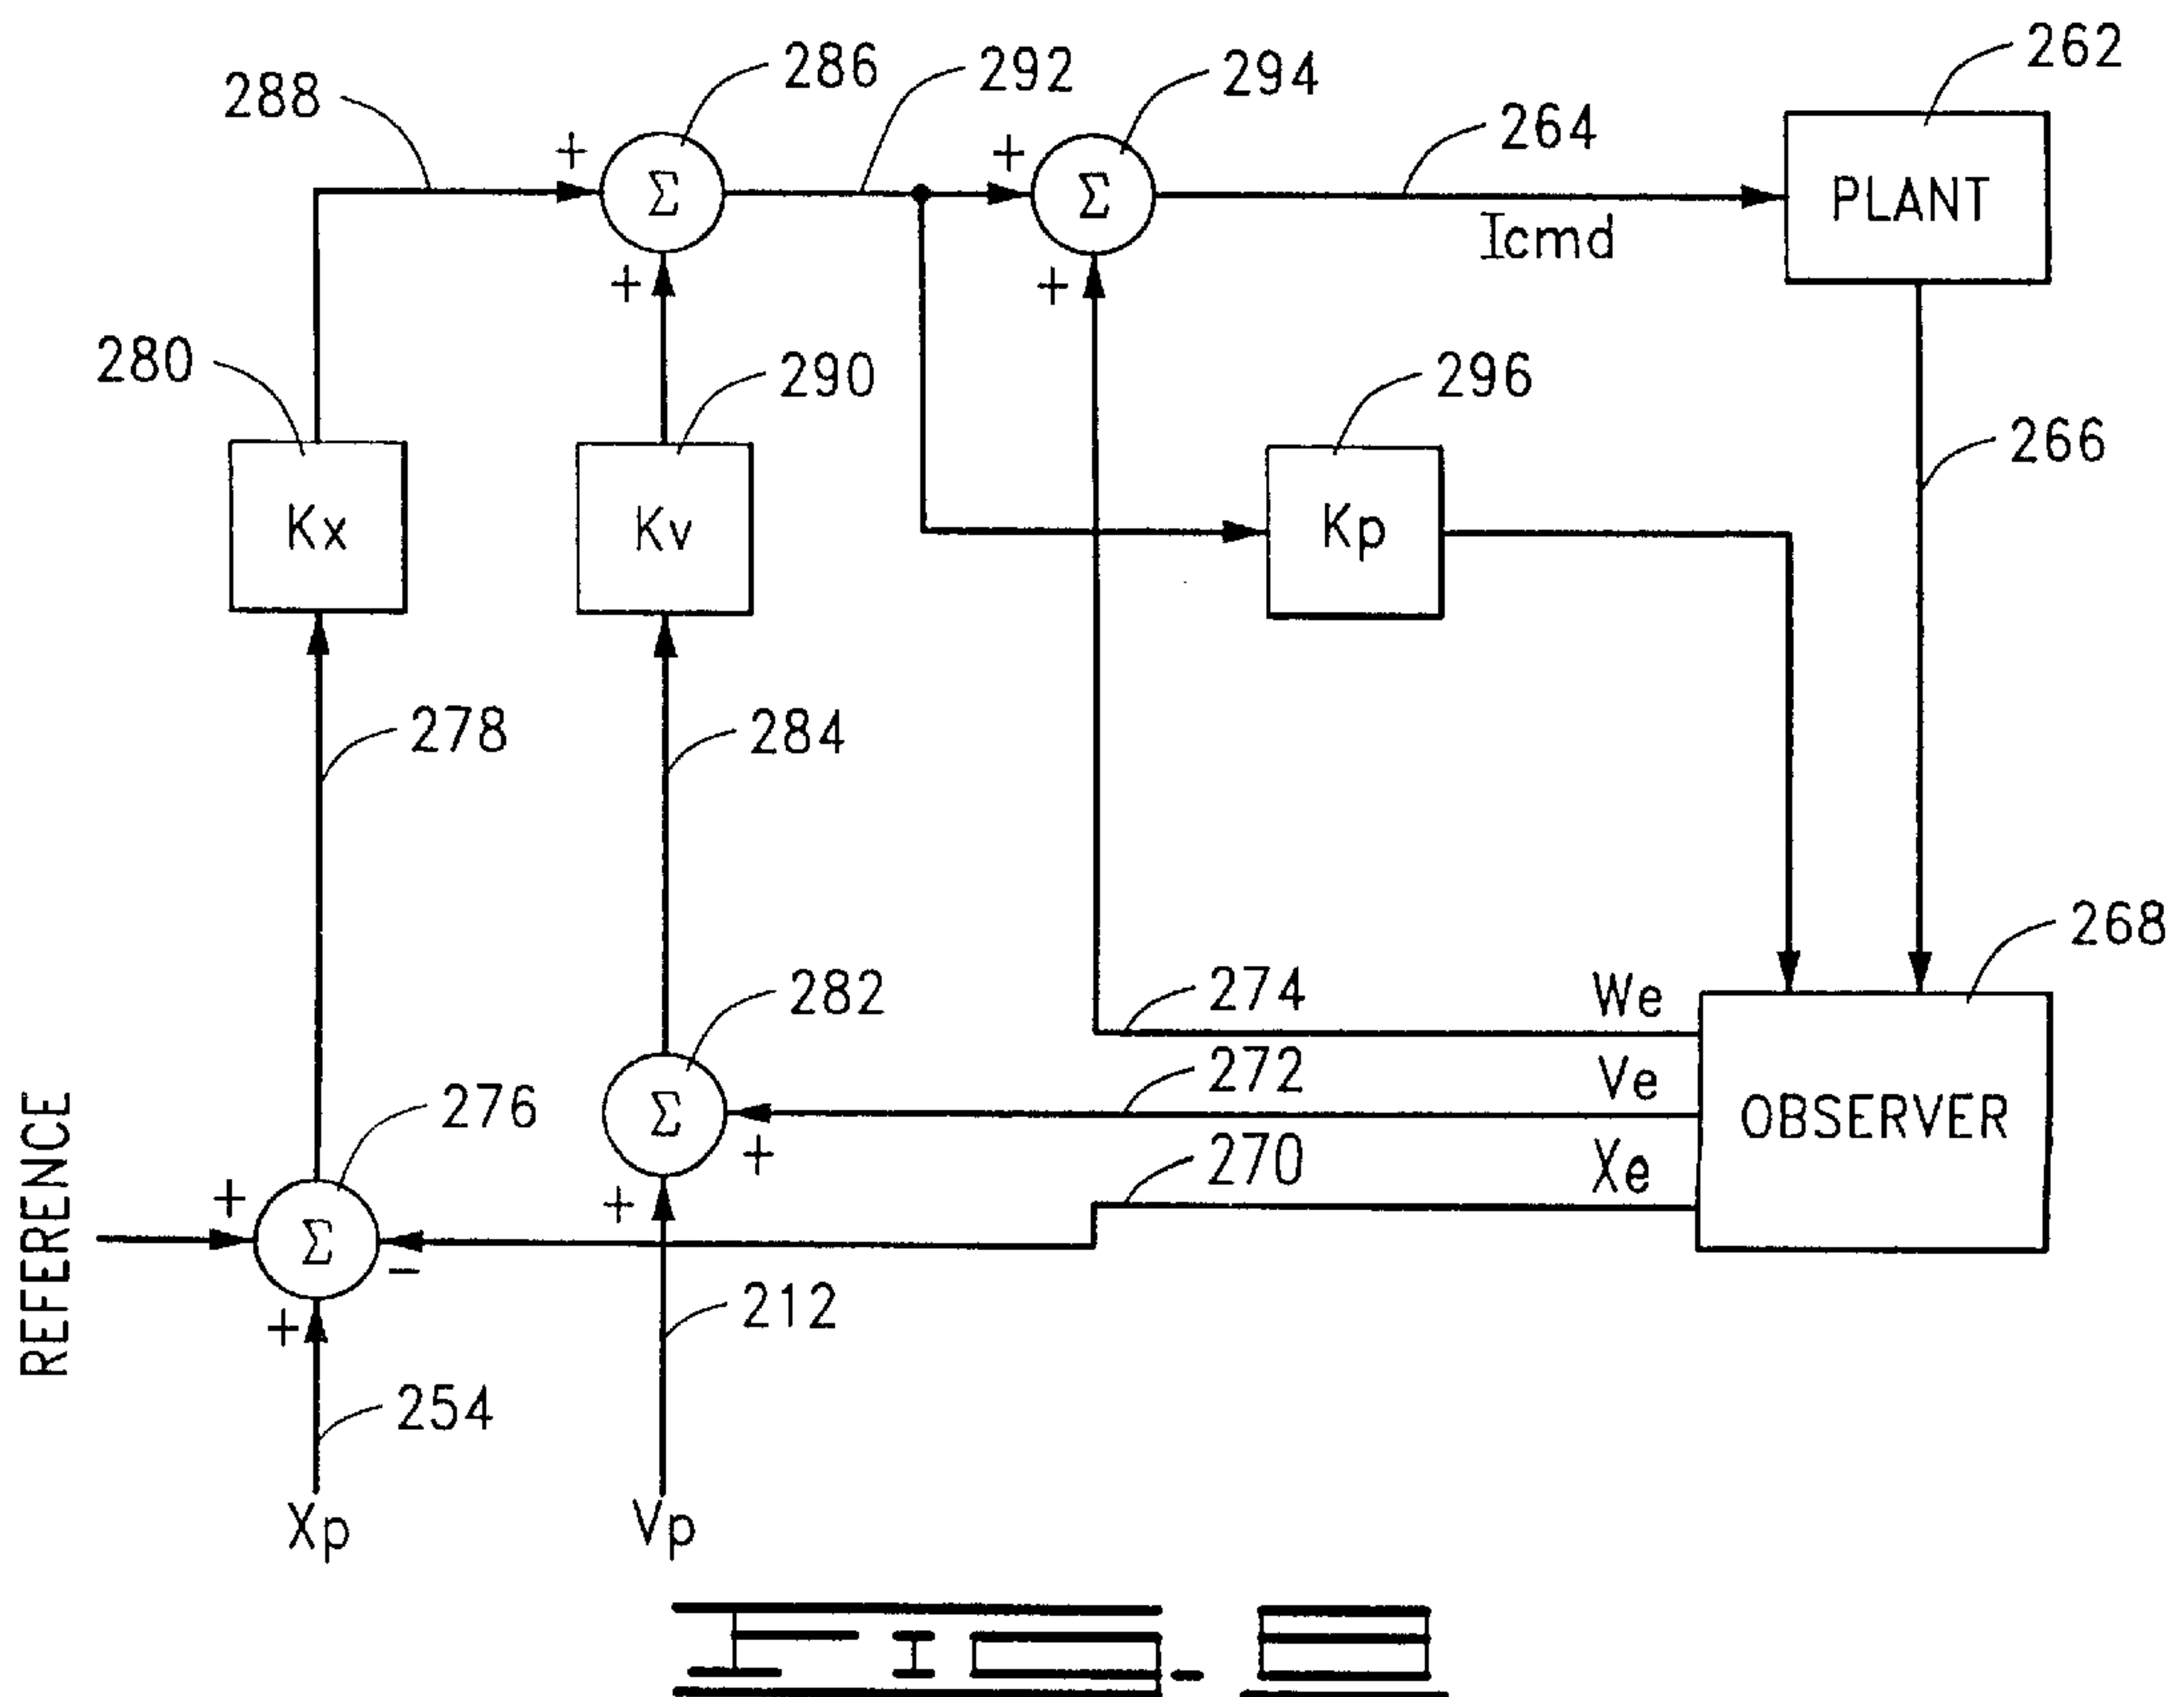 286
292
294
262
288
264
+
+
Σ
Σ
PLANT
Icmd
+
+
280
290
296
266
Kx
Kv
Kp
278
284
268
282
274
We
272
Ve
276
Σ
OBSERVER
REFERENCE
+
270
Xe
+
+
Σ
-
212
+
254
Xp
Vp